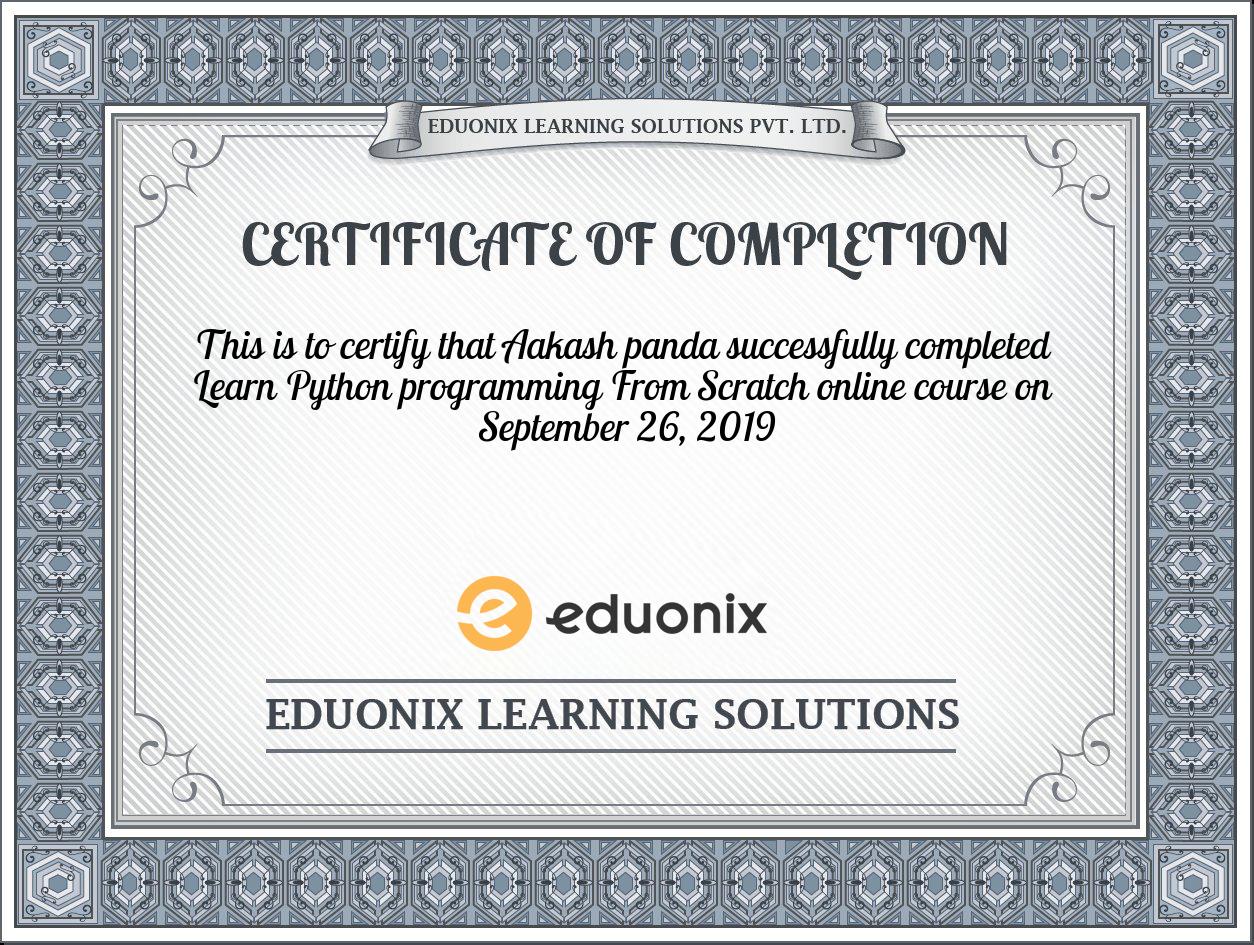 EDUONIX LEARNING SOLUTIONS PVT. LTD.
CERTIFICATE OF COMPLETION
This is to certify that Aakash panda successfully completed
Learn Python programming From Scratch online course on
September 26, 2019
e eduonix
EDUONIX LEARNING SOLUTIONS